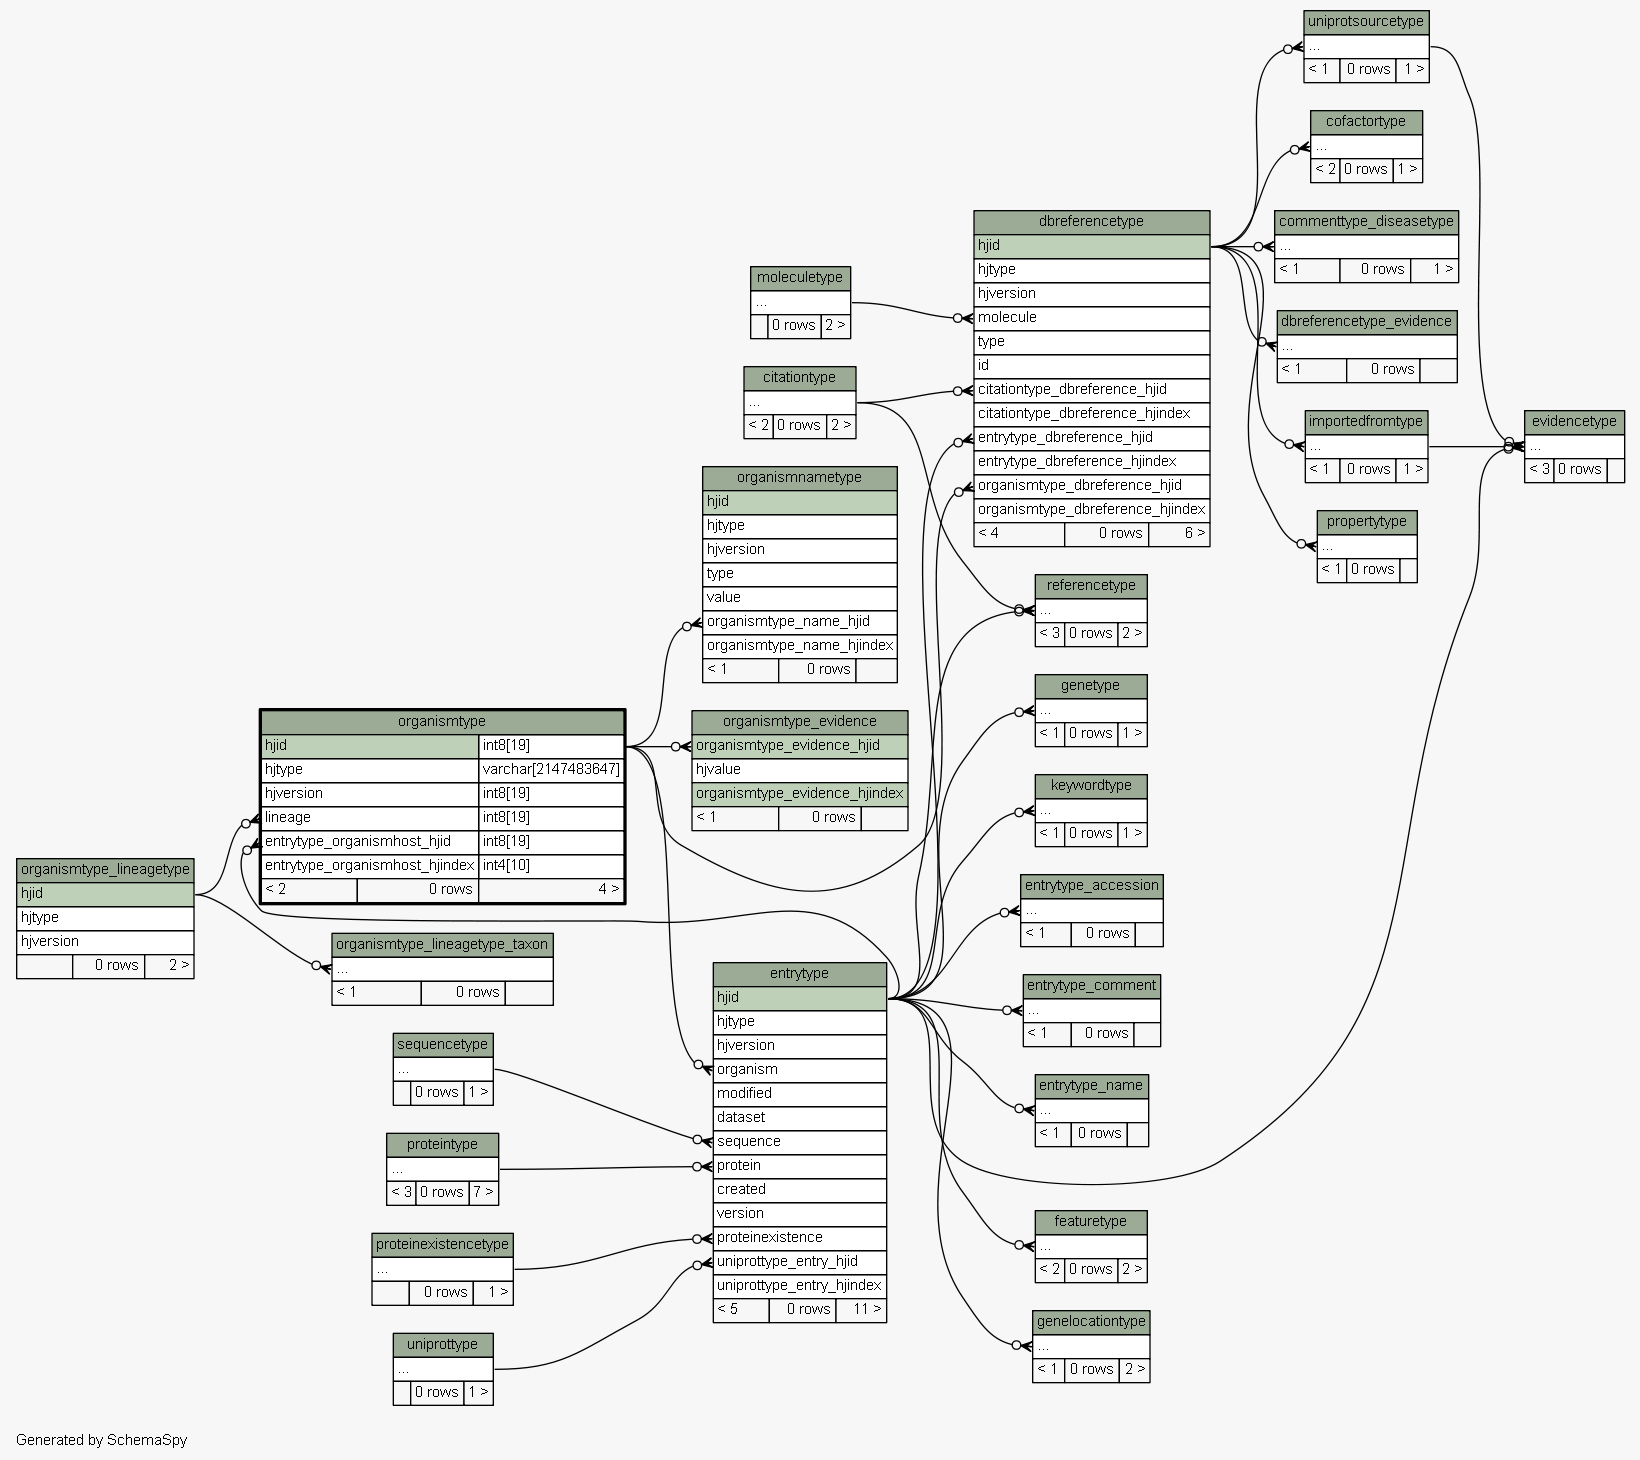 uniprotsourcetype
...
< 1 0 rows 1 >
cofactortype
...
< 2 0 rows 1 >
dbreferencetype
hjid
hjtype
hjversion
molecule
type
id
citationtype_dbreference_hjid
citationtype_dbreference_hjindex
entrytype_dbreference_hjid
entrytype_dbreference_hjindex
organismtype_dbreference_hjid
organismtype_dbreference_hjindex
< 4 0 rows 6 >
commenttype_diseasetype
...
< 1 0 rows 1 >
dbreferencetype_evidence
...
< 1 0 rows
importedfromtype
...
< 1 0 rows 1 >
evidencetype
...
< 3 0 rows
propertytype
...
< 1 0 rows
moleculetype
...
0 rows 2 >
citationtype
...
< 2 0 rows 2 >
organismnametype
hjid
hjtype
hjversion
type
value
organismtype_name_hjid
organismtype_name_hjindex
< 1 0 rows
referencetype
...
< 3 0 rows 2 >
genetype
...
< 1 0 rows 1 >
organismtype
hjid int8[19]
hjtype varchar[2147483647]
hjversion int8[19]
lineage int8[19]
entrytype_organismhost_hjid int8[19]
entrytype_organismhost_hjindex int4[10]
< 2 0 rows 4 >
organismtype_evidence
organismtype_evidence_hjid
hjvalue
organismtype_evidence_hjindex
< 1 0 rows
keywordtype
...
< 1 0 rows 1 >
organismtype_lineagetype
hjid
hjtype
hjversion
0 rows 2 >
entrytype_accession
...
< 1 0 rows
organismtype_lineagetype_taxon
...
< 1 0 rows
entrytype
hjid
hjtype
hjversion
organism
modified
dataset
sequence
protein
created
version
proteinexistence
uniprottype_entry_hjid
uniprottype_entry_hjindex
< 5 0 rows 11 >
entrytype_comment
...
< 1 0 rows
sequencetype
...
0 rows 1 >
entrytype_name
...
< 1 0 rows
proteintype
...
< 3 0 rows 7 >
featuretype
...
< 2 0 rows 2 >
proteinexistencetype
...
0 rows 1 >
genelocationtype
...
< 1 0 rows 2 >
uniprottype
...
0 rows 1 >
Generated by SchemaSpy